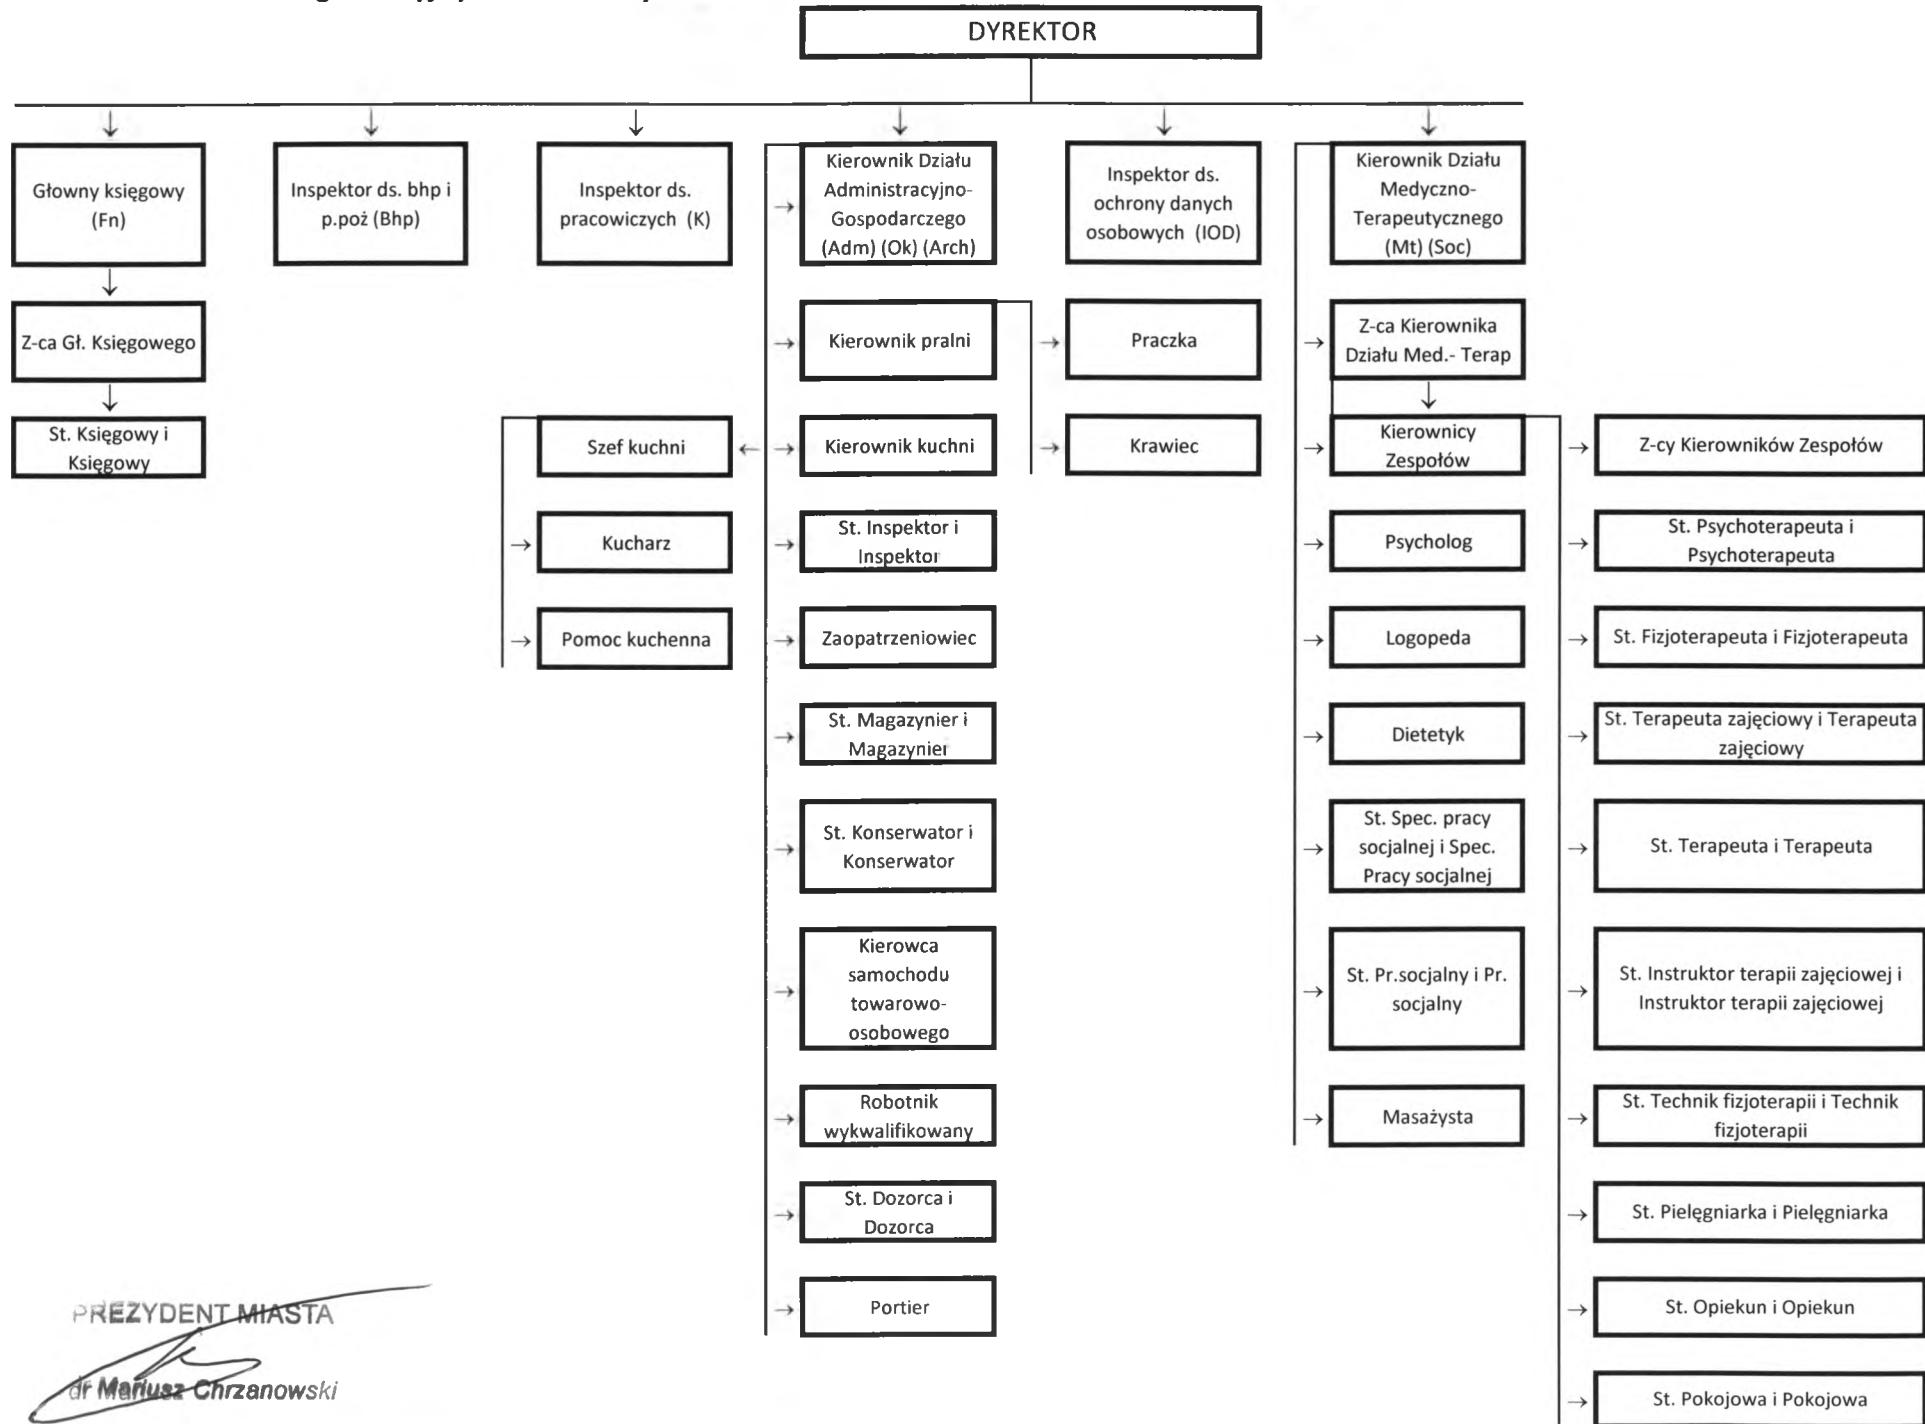 DYREKTOR
Głowny księgowy
(Fn)
Inspektor ds. bhp i
p.poż (Bhp)
Inspektor ds.
pracowiczych (K)
Kierownik Działu
Administracyjno-
Gospodarczego
(Adm) (Ok) (Arch)
Inspektor ds.
ochrony danych
osobowych (IOD)
Kierownik Działu
Medyczno-
Terapeutycznego
(Mt) (Soc)
Z-ca Gł. Księgowego
Kierownik pralni
Praczka
Z-ca Kierownika
Działu Med.- Terap
St. Księgowy i
Księgowy
Szef kuchni
Kierownik kuchni
Krawiec
Kierownicy
Zespołów
Z-cy Kierowników Zespołów
Kucharz
St. Inspektor i
Inspektor
Psycholog
St. Psychoterapeuta i
Psychoterapeuta
Pomoc kuchenna
Zaopatrzeniowiec
Logopeda
St. Fizjoterapeuta i Fizjoterapeuta
St. Magazynier i
Magazynier
Dietetyk
St. Terapeuta zajęciowy i Terapeuta
zajęciowy
St. Konserwator i
Konserwator
St. Spec. pracy
socjalnej i Spec.
Pracy socjalnej
St. Terapeuta i Terapeuta
Kierowca
samochodu
towarowo-
osobowego
St. Pr.socjalny i Pr.
socjalny
St. Instruktor terapii zajęciowej i
Instruktor terapii zajęciowej
Robotnik
wykwalifikowany
Masażysta
St. Technik fizjoterapii i Technik
fizjoterapii
St. Dozorca i
Dozorca
St. Pielęgniarka i Pielęgniarka
Portier
St. Opiekun i Opiekun
St. Pokojowa i Pokojowa
PREZYDENT MIASTA
dr Mariusz Chrzanowski